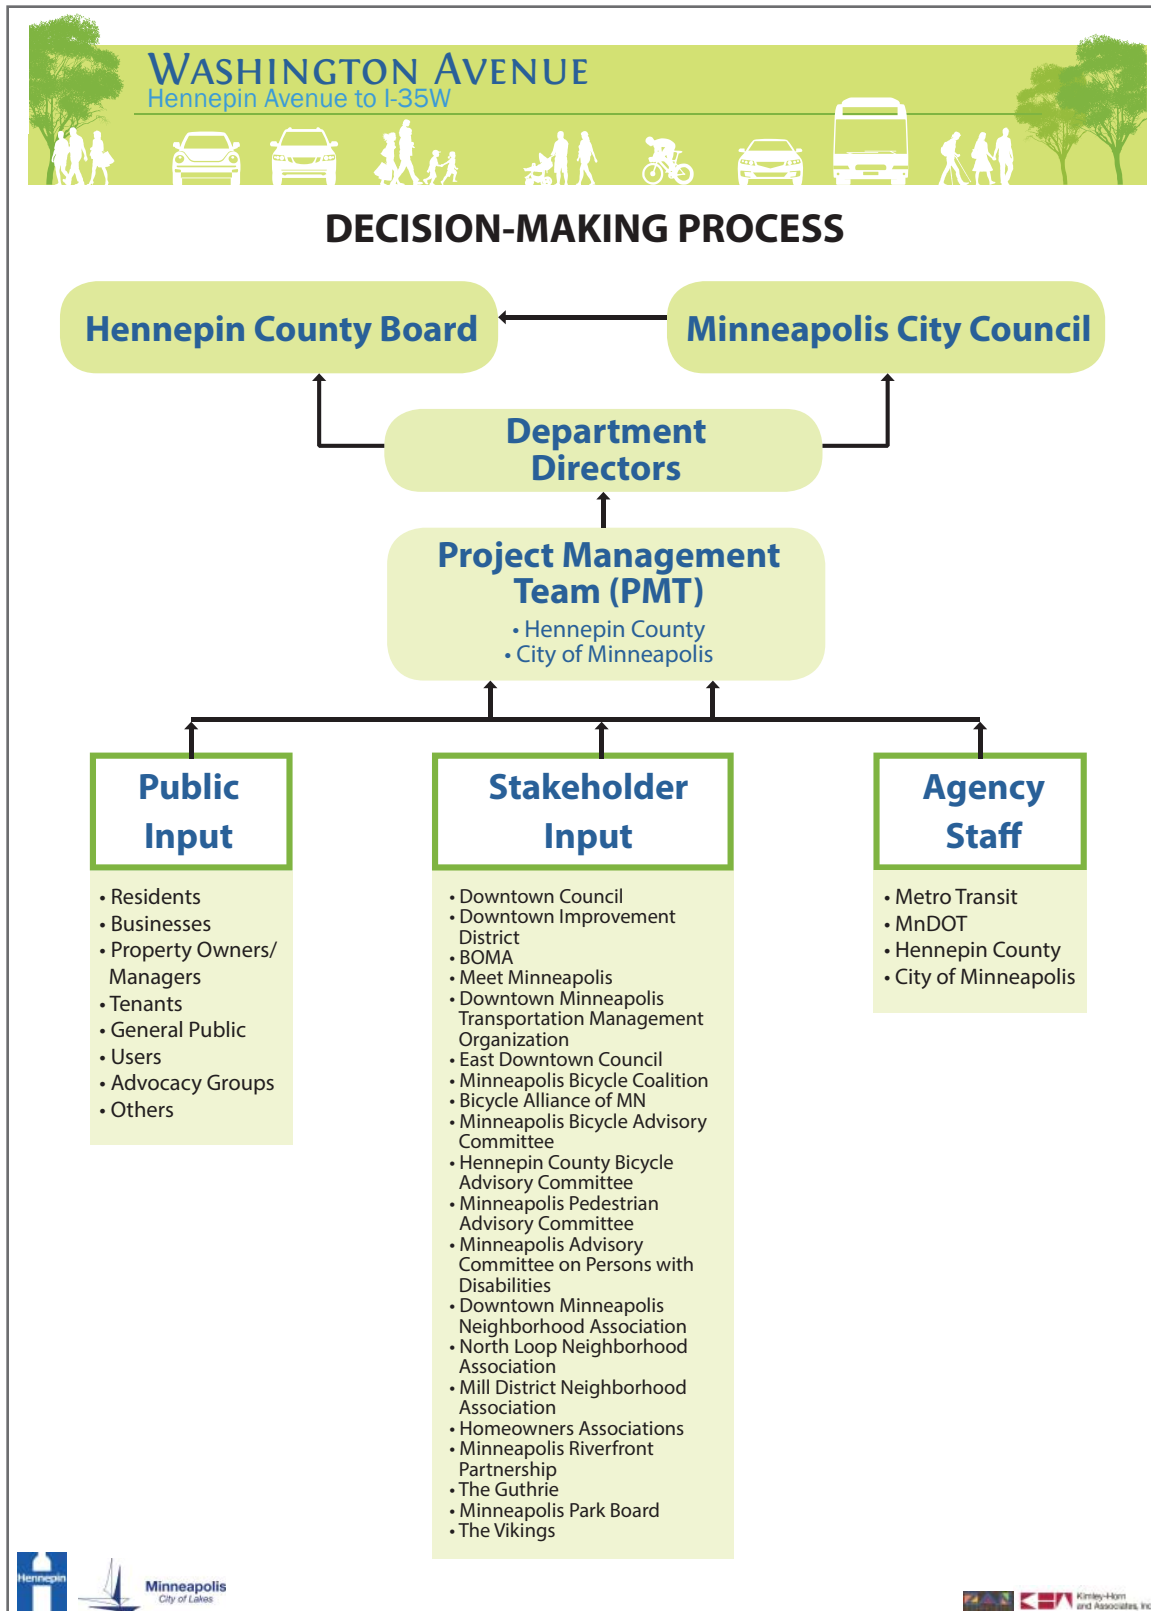 WASHINGTON AVENUE
Hennepin Avenue to I-35W
DECISION-MAKING PROCESS
Hennepin County Board
Minneapolis City Council
Department
Directors
Project Management
Team (PMT)
• Hennepin County
• City of Minneapolis
Public
Input
• Residents
• Businesses
• Property Owners/
Managers
• Tenants
• General Public
• Users
• Advocacy Groups
• Others
Stakeholder
Input
• Downtown Council
• Downtown Improvement
District
• BOMA
• Meet Minneapolis
• Downtown Minneapolis
Transportation Management
Organization
• East Downtown Council
• Minneapolis Bicycle Coalition
• Bicycle Alliance of MN
• Minneapolis Bicycle Advisory
Committee
• Hennepin County Bicycle
Advisory Committee
• Minneapolis Pedestrian
Advisory Committee
• Minneapolis Advisory
Committee on Persons with
Disabilities
• Downtown Minneapolis
Neighborhood Association
• North Loop Neighborhood
Association
• Mill District Neighborhood
Association
• Homeowners Associations
• Minneapolis Riverfront
Partnership
• The Guthrie
• Minneapolis Park Board
• The Vikings
Agency
Staff
• Metro Transit
• MnDOT
• Hennepin County
• City of Minneapolis
Hennepin
Minneapolis
City of Lakes
Kimley-Horn
and Associates, Inc